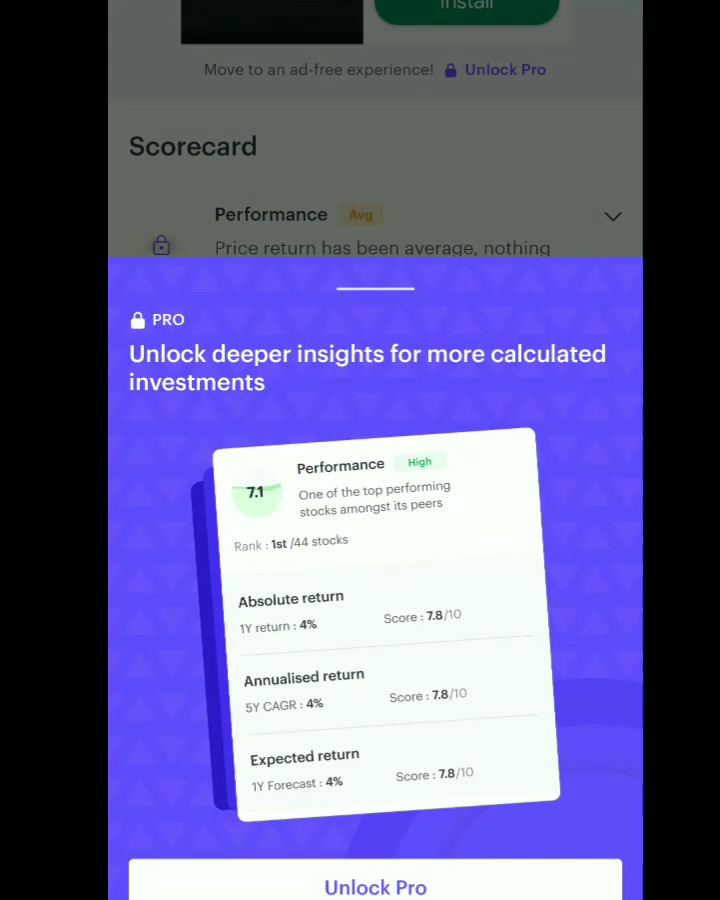 Install
Move to an ad-free experience! Unlock Pro
Scorecard
Performance Avg
Price return has been average, nothing
PRO
Unlock deeper insights for more calculated
investments
Performance High
7.1
One of the top performing
stocks amongst its peers
Rank : 1st /44 stocks
Absolute return
1Y return : 4% Score : 7.8/10
Annualised return
5Y CAGR : 4% Score : 7.8/10
Expected return
1Y Forecast : 4% Score : 7.8/10
Unlock Pro